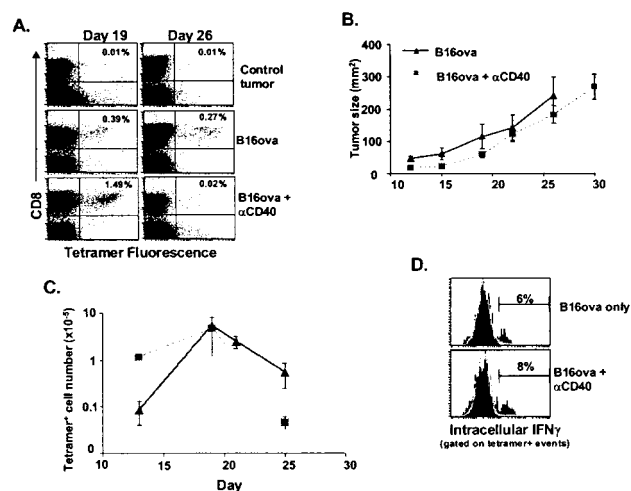 A.
Day 19
Day 26
0.01%
0.01%
Control
tumor
0.39%
0.27%
B16ova
1.49%
0.02%
B16ova +
αCD40
CD8
Tetramer Fluorescence
B.
Tumor size (mm²)
400
300
200
100
0
10
15
20
25
30
B16ova
B16ova + αCD40
C.
Tetramer⁺ cell number (x10⁻⁵)
10
1
0.1
0
10
15
20
25
30
Day
D.
6%
B16ova only
8%
B16ova +
αCD40
Intracellular IFNγ
(gated on tetramer+ events)